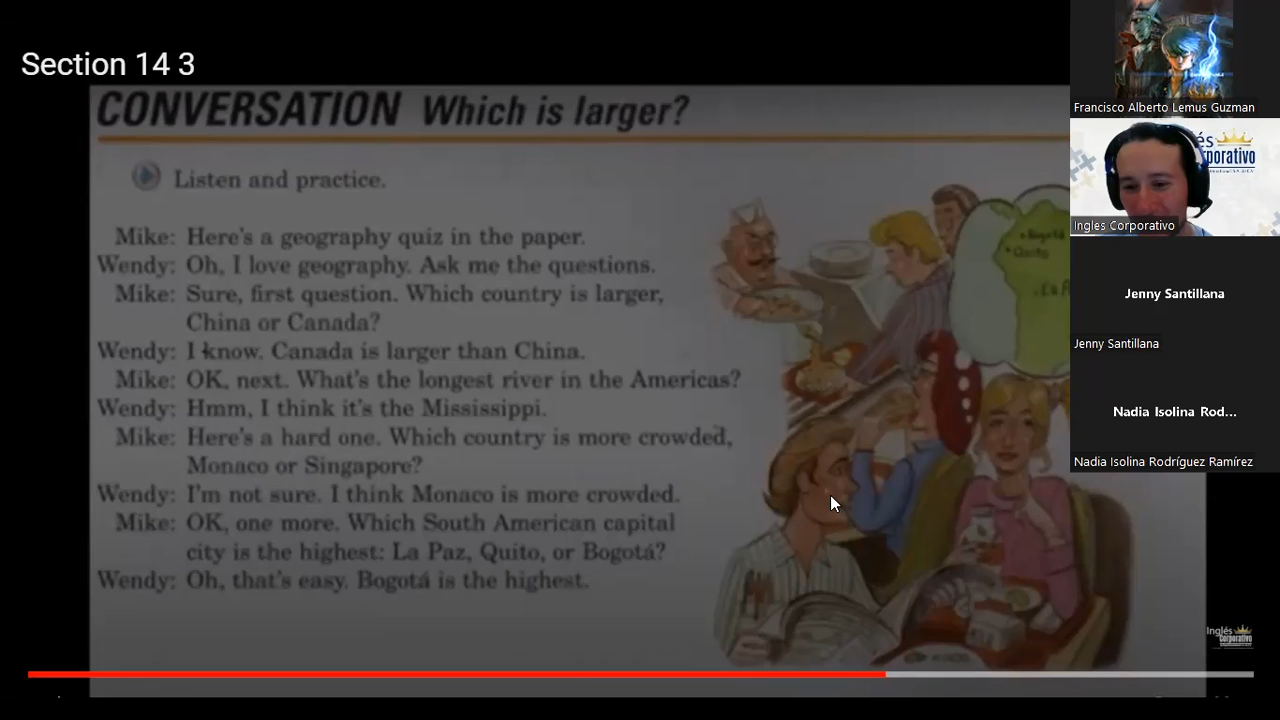 Section 14 3
CONVERSATION Which is larger?
Listen and practice.
Mike: Here's a geography quiz in the paper.
Wendy: Oh, I love geography. Ask me the questions.
Mike: Sure, first question. Which country is larger,
China or Canada?
Wendy: I know. Canada is larger than China.
Mike: OK, next. What's the longest river in the Americas?
Wendy: Hmm, I think it's the Mississippi.
Mike: Here's a hard one. Which country is more crowded,
Monaco or Singapore?
Wendy: I'm not sure. I think Monaco is more crowded.
Mike: OK, one more. Which South American capital
city is the highest: La Paz, Quito, or Bogotá?
Wendy: Oh, that's easy. Bogotá is the highest.
Bogotá
Quito
Francisco Alberto Lemus Guzman
és
rporativo
Ingles Corporativo
Jenny Santillana
Jenny Santillana
Nadia Isolina Rod...
Nadia Isolina Rodríguez Ramírez
Inglés
Corporativo